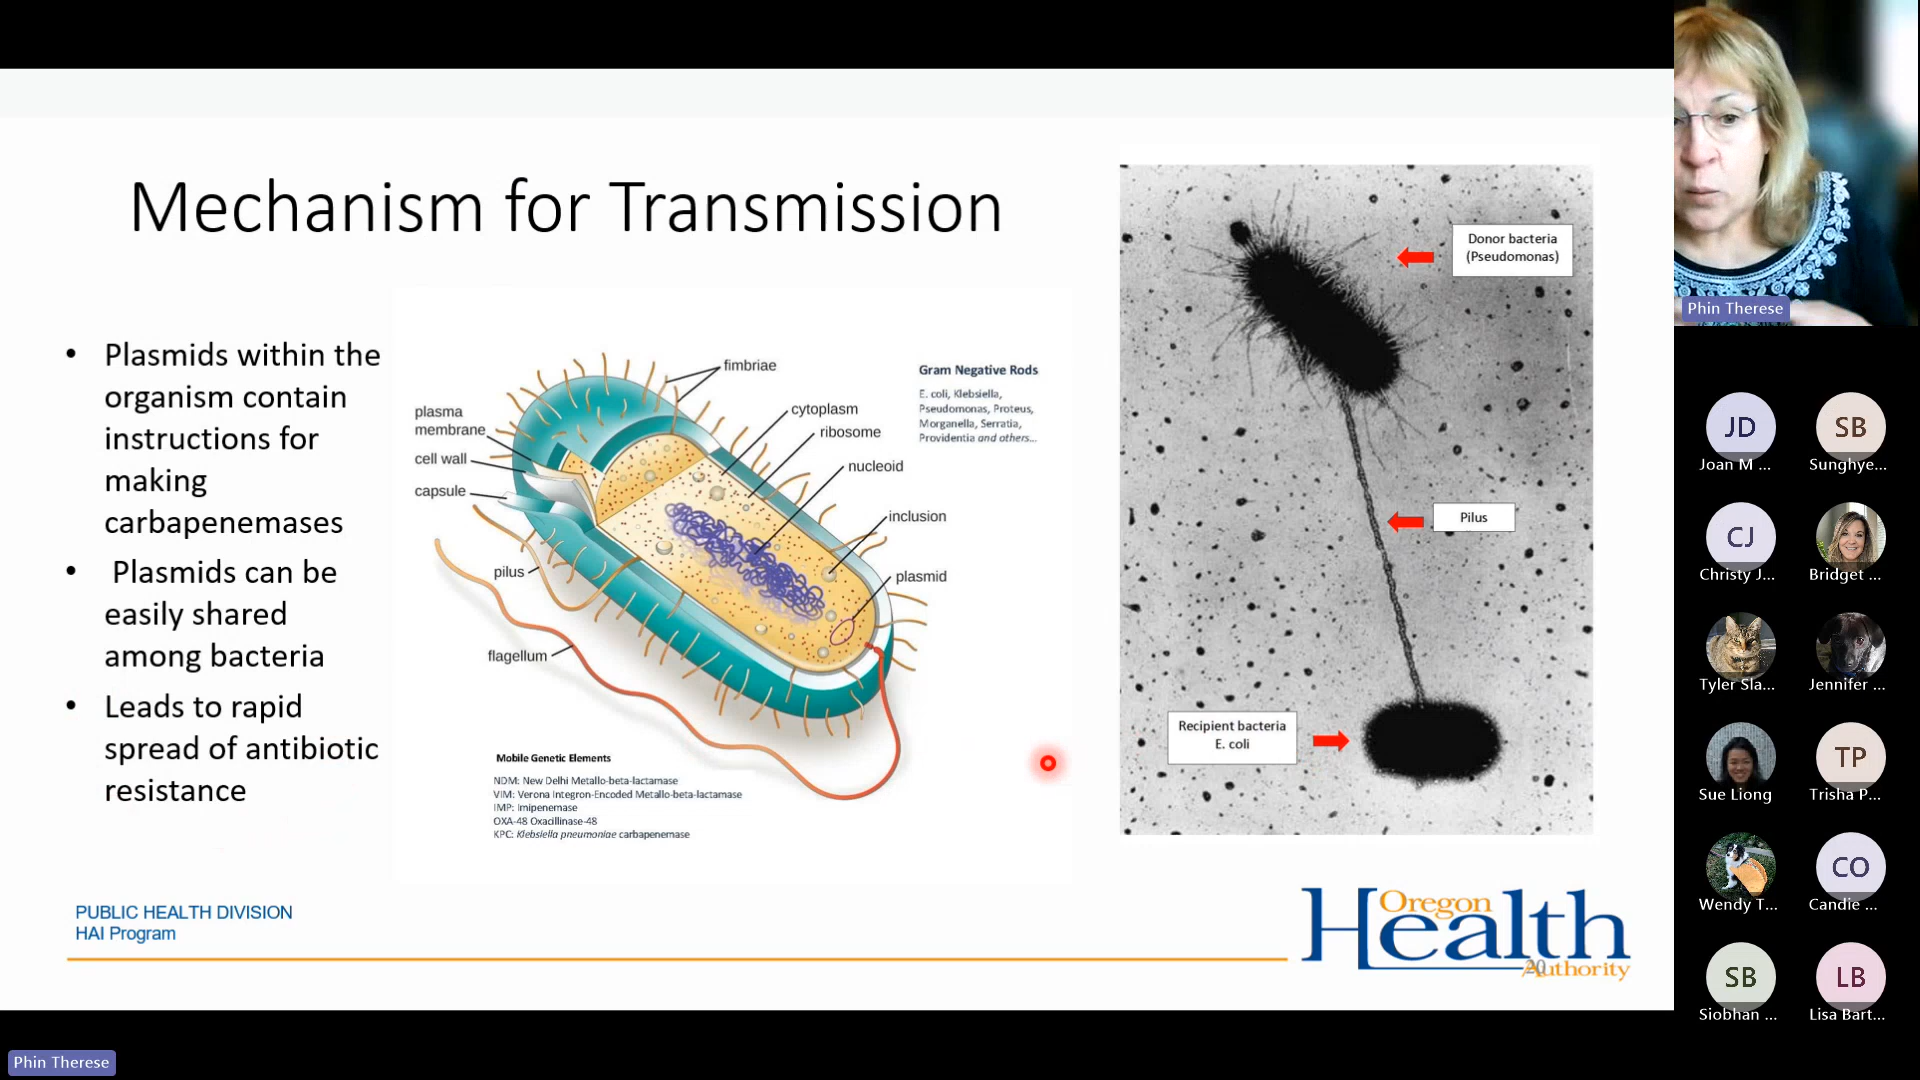 Mechanism for Transmission
• Plasmids within the
organism contain
instructions for
making
carbapenemases
• Plasmids can be
easily shared
among bacteria
• Leads to rapid
spread of antibiotic
resistance
fimbriae
plasma
membrane
cell wall
capsule
cytoplasm
ribosome
nucleoid
inclusion
plasmid
pilus
flagellum
Gram Negative Rods
E. coli, Klebsiella,
Pseudomonas, Proteus,
Morganella, Serratia,
Providentia and others...
Mobile Genetic Elements
NDM: New Delhi Metallo-beta-lactamase
VIM: Verona Integron-Encoded Metallo-beta-lactamase
IMP: Imipenemase
OXA-48 Oxacillinase-48
KPC: Klebsiella pneumoniae carbapenemase
Donor bacteria
(Pseudomonas)
Pilus
Recipient bacteria
E. coli
PUBLIC HEALTH DIVISION
HAI Program
Oregon
Health
Authority
20
Phin Therese
JD
Joan M ...
SB
Sunghye...
CJ
Christy J...
Bridget ...
Tyler Sla...
Jennifer ...
Sue Liong
TP
Trisha P...
Wendy T...
CO
Candie ...
SB
Siobhan ...
LB
Lisa Bart...
Phin Therese